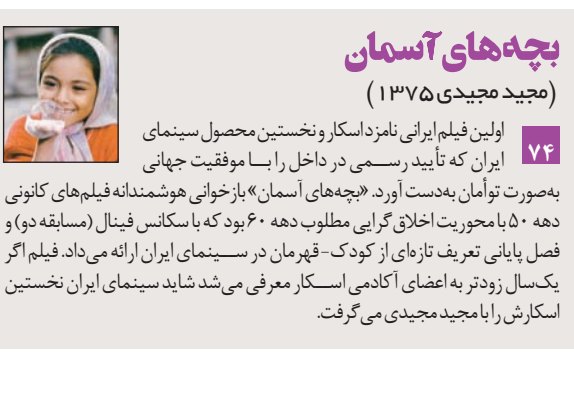 بچه‌های آسمان
(مجید مجیدی ۱۳۷۵)
۷۴
اولین فیلم ایرانی نامزد اسکار و نخستین محصول سینمای
ایران که تأیید رسمی در داخل را با موفقیت جهانی
به‌صورت توأمان به‌دست آورد. «بچه‌های آسمان» بازخوانی هوشمندانه فیلم‌های کانونی
دهه ۵۰ با محوریت اخلاق‌گرایی مطلوب دهه ۶۰ بود که با سکانس فینال (مسابقه دو) و
فصل پایانی تعریف تازه‌ای از کودک-قهرمان در سینمای ایران ارائه می‌داد. فیلم اگر
یک‌سال زودتر به اعضای آکادمی اسکار معرفی می‌شد شاید سینمای ایران نخستین
اسکارش را با مجید مجیدی می‌گرفت.